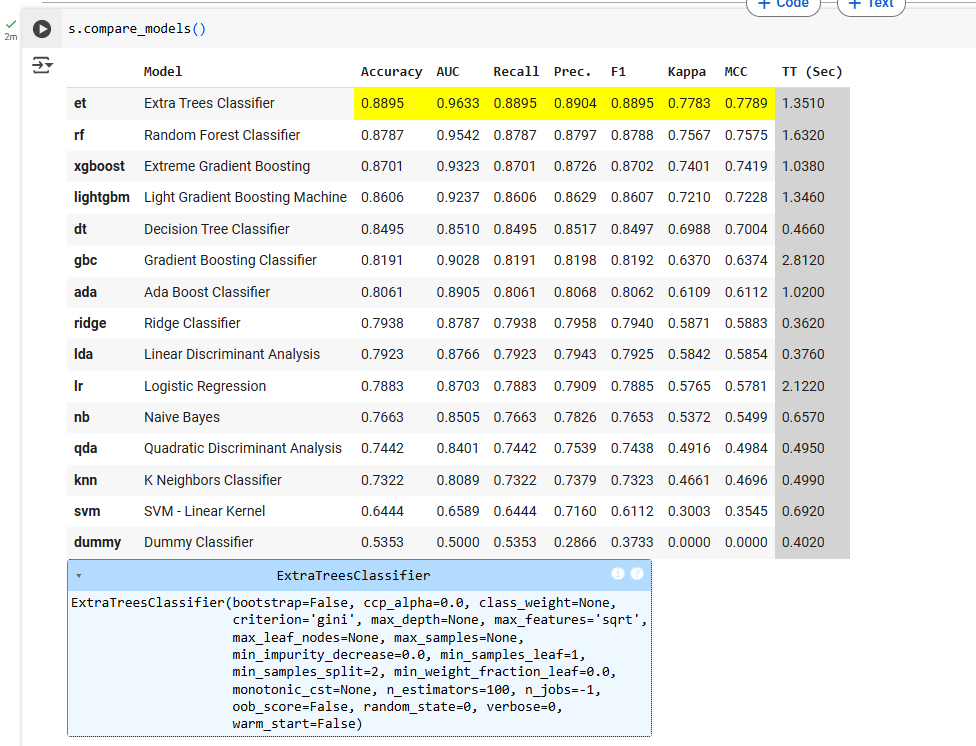 + Code + Text
2m
s.compare_models()
Model Accuracy AUC Recall Prec. F1 Kappa MCC TT (Sec)
et Extra Trees Classifier 0.8895 0.9633 0.8895 0.8904 0.8895 0.7783 0.7789 1.3510
rf Random Forest Classifier 0.8787 0.9542 0.8787 0.8797 0.8788 0.7567 0.7575 1.6320
xgboost Extreme Gradient Boosting 0.8701 0.9323 0.8701 0.8726 0.8702 0.7401 0.7419 1.0380
lightgbm Light Gradient Boosting Machine 0.8606 0.9237 0.8606 0.8629 0.8607 0.7210 0.7228 1.3460
dt Decision Tree Classifier 0.8495 0.8510 0.8495 0.8517 0.8497 0.6988 0.7004 0.4660
gbc Gradient Boosting Classifier 0.8191 0.9028 0.8191 0.8198 0.8192 0.6370 0.6374 2.8120
ada Ada Boost Classifier 0.8061 0.8905 0.8061 0.8068 0.8062 0.6109 0.6112 1.0200
ridge Ridge Classifier 0.7938 0.8787 0.7938 0.7958 0.7940 0.5871 0.5883 0.3620
lda Linear Discriminant Analysis 0.7923 0.8766 0.7923 0.7943 0.7925 0.5842 0.5854 0.3760
lr Logistic Regression 0.7883 0.8703 0.7883 0.7909 0.7885 0.5765 0.5781 2.1220
nb Naive Bayes 0.7663 0.8505 0.7663 0.7826 0.7653 0.5372 0.5499 0.6570
qda Quadratic Discriminant Analysis 0.7442 0.8401 0.7442 0.7539 0.7438 0.4916 0.4984 0.4950
knn K Neighbors Classifier 0.7322 0.8089 0.7322 0.7379 0.7323 0.4661 0.4696 0.4990
svm SVM - Linear Kernel 0.6444 0.6589 0.6444 0.7160 0.6112 0.3003 0.3545 0.6920
dummy Dummy Classifier 0.5353 0.5000 0.5353 0.2866 0.3733 0.0000 0.0000 0.4020
ExtraTreesClassifier i ?
ExtraTreesClassifier(bootstrap=False, ccp_alpha=0.0, class_weight=None,
criterion='gini', max_depth=None, max_features='sqrt',
max_leaf_nodes=None, max_samples=None,
min_impurity_decrease=0.0, min_samples_leaf=1,
min_samples_split=2, min_weight_fraction_leaf=0.0,
monotonic_cst=None, n_estimators=100, n_jobs=-1,
oob_score=False, random_state=0, verbose=0,
warm_start=False)